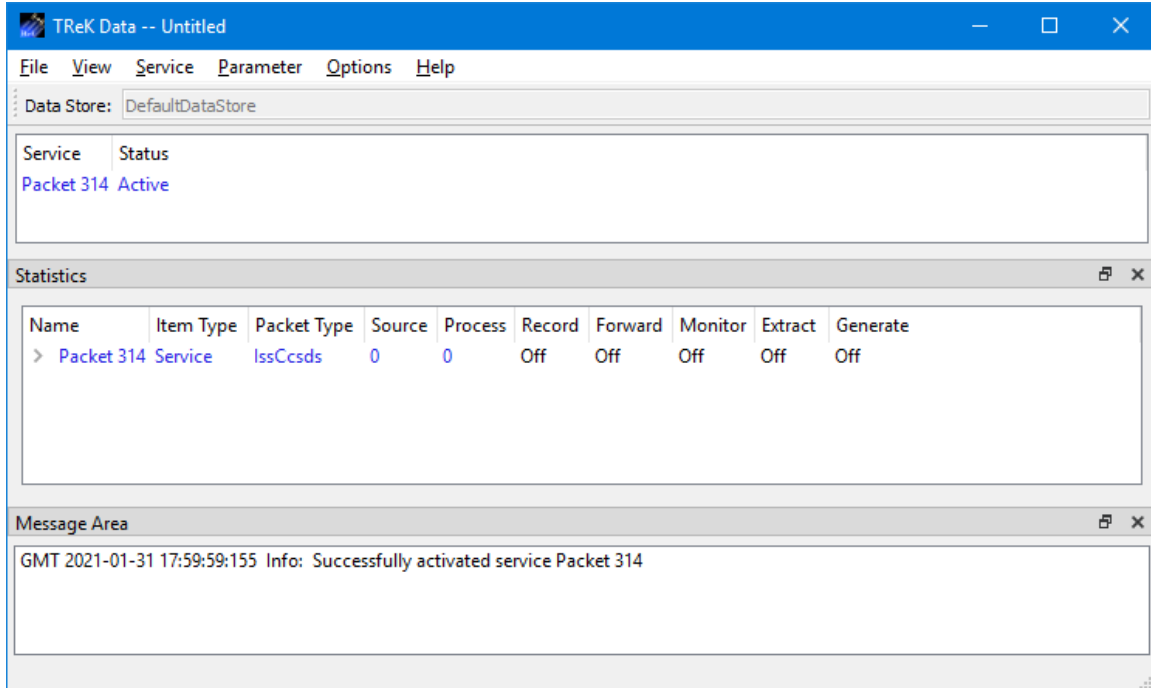 TReK Data -- Untitled
File View Service Parameter Options Help
Data Store: DefaultDataStore
Service Status
Packet 314 Active
Statistics
Name Item Type Packet Type Source Process Record Forward Monitor Extract Generate
> Packet 314 Service IssCcsds 0 0 Off Off Off Off Off
Message Area
GMT 2021-01-31 17:59:59:155 Info: Successfully activated service Packet 314